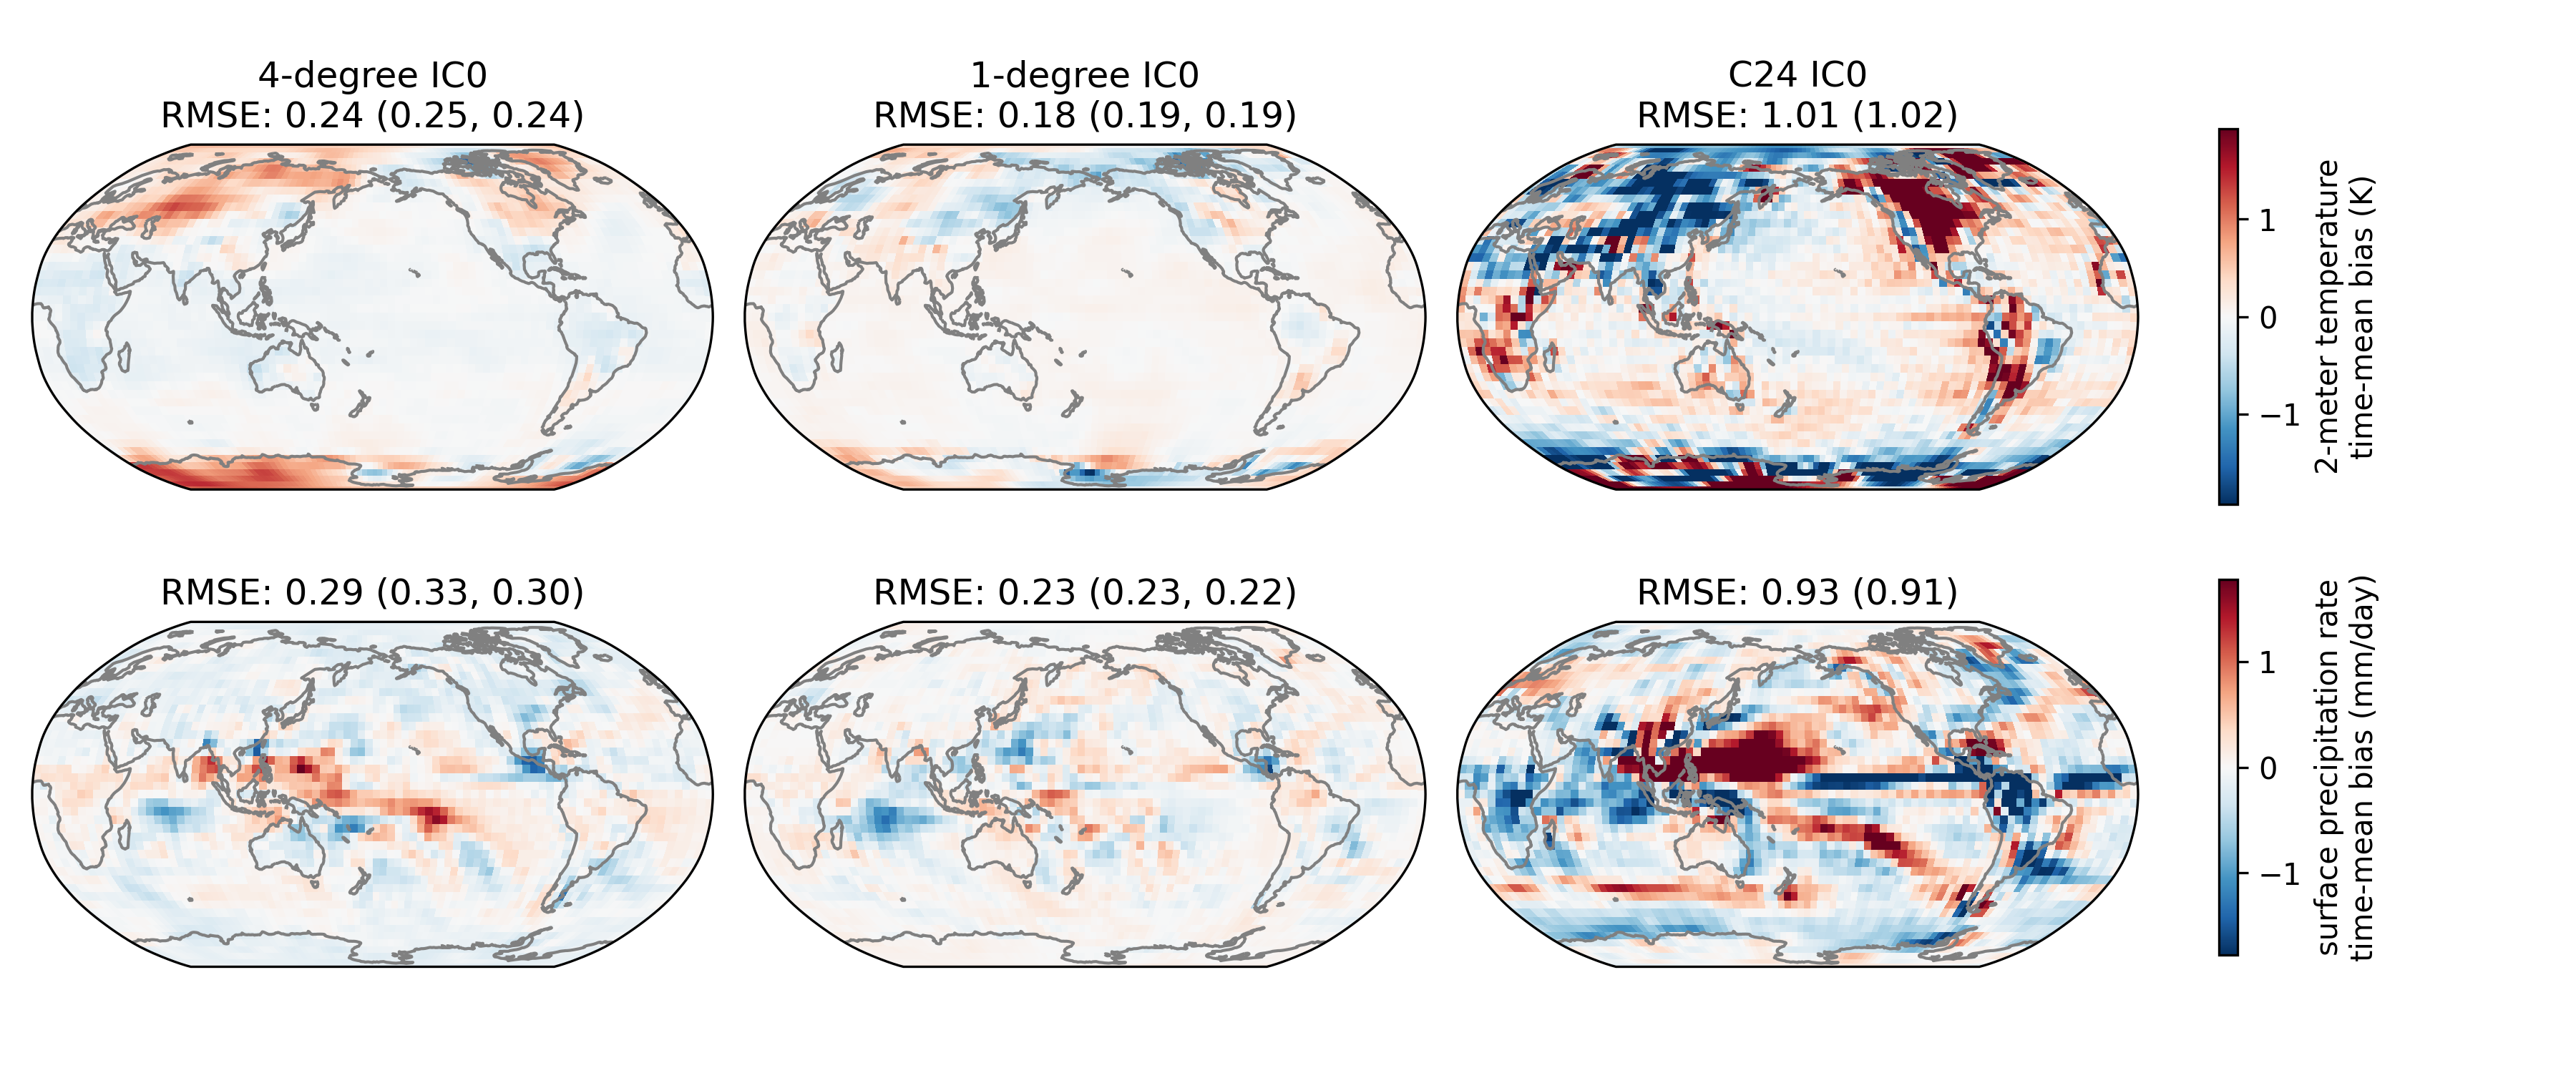 4-degree IC0
RMSE: 0.24 (0.25, 0.24)
1-degree IC0
RMSE: 0.18 (0.19, 0.19)
C24 IC0
RMSE: 1.01 (1.02)
1
0
−1
2-meter temperature
time-mean bias (K)
RMSE: 0.29 (0.33, 0.30)
RMSE: 0.23 (0.23, 0.22)
RMSE: 0.93 (0.91)
1
0
−1
surface precipitation rate
time-mean bias (mm/day)